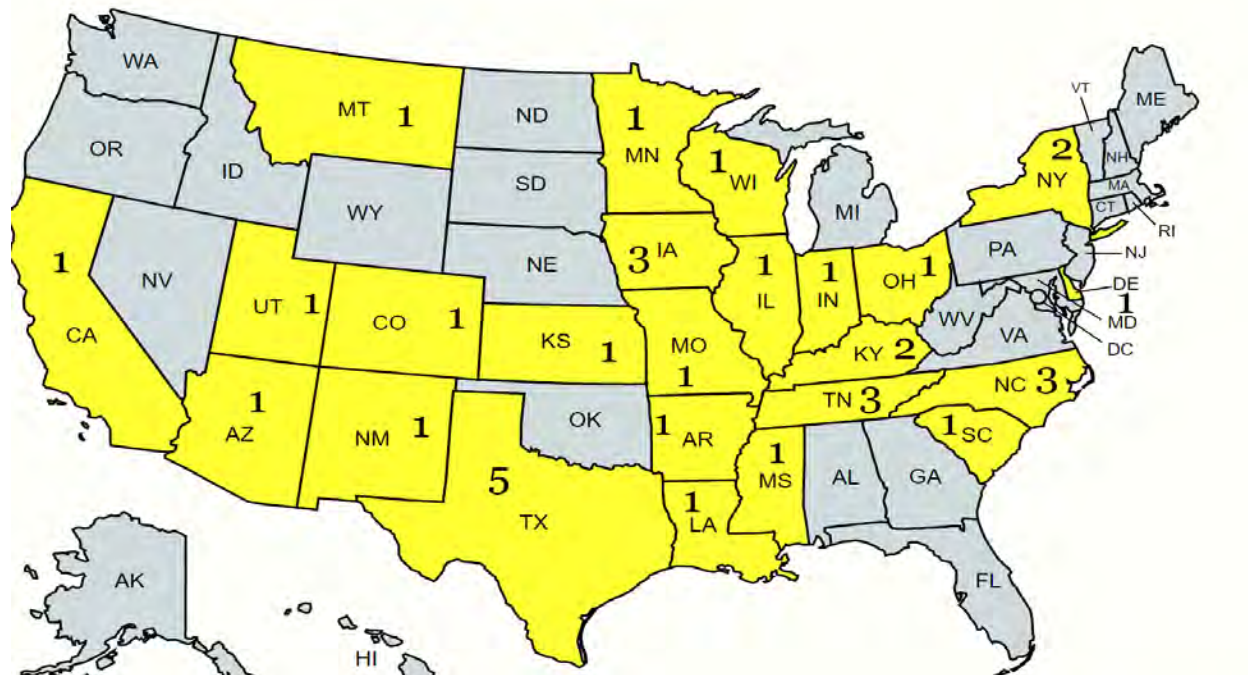 WA
MT 1
ND
1
MN
VT
ME
OR
ID
SD
1 WI
2
NY
NH
MA
WY
MI
CT
RI
1
NV
NE
3 IA
1
IL
1
IN
OH 1
PA
NJ
DE
1
MD
CA
UT 1
CO 1
KS 1
MO
1
KY 2
WV
VA
DC
1
AZ
NM 1
OK
1 AR
TN 3
NC 3
1 SC
5
TX
1
MS
AL
GA
1
LA
AK
FL
HI